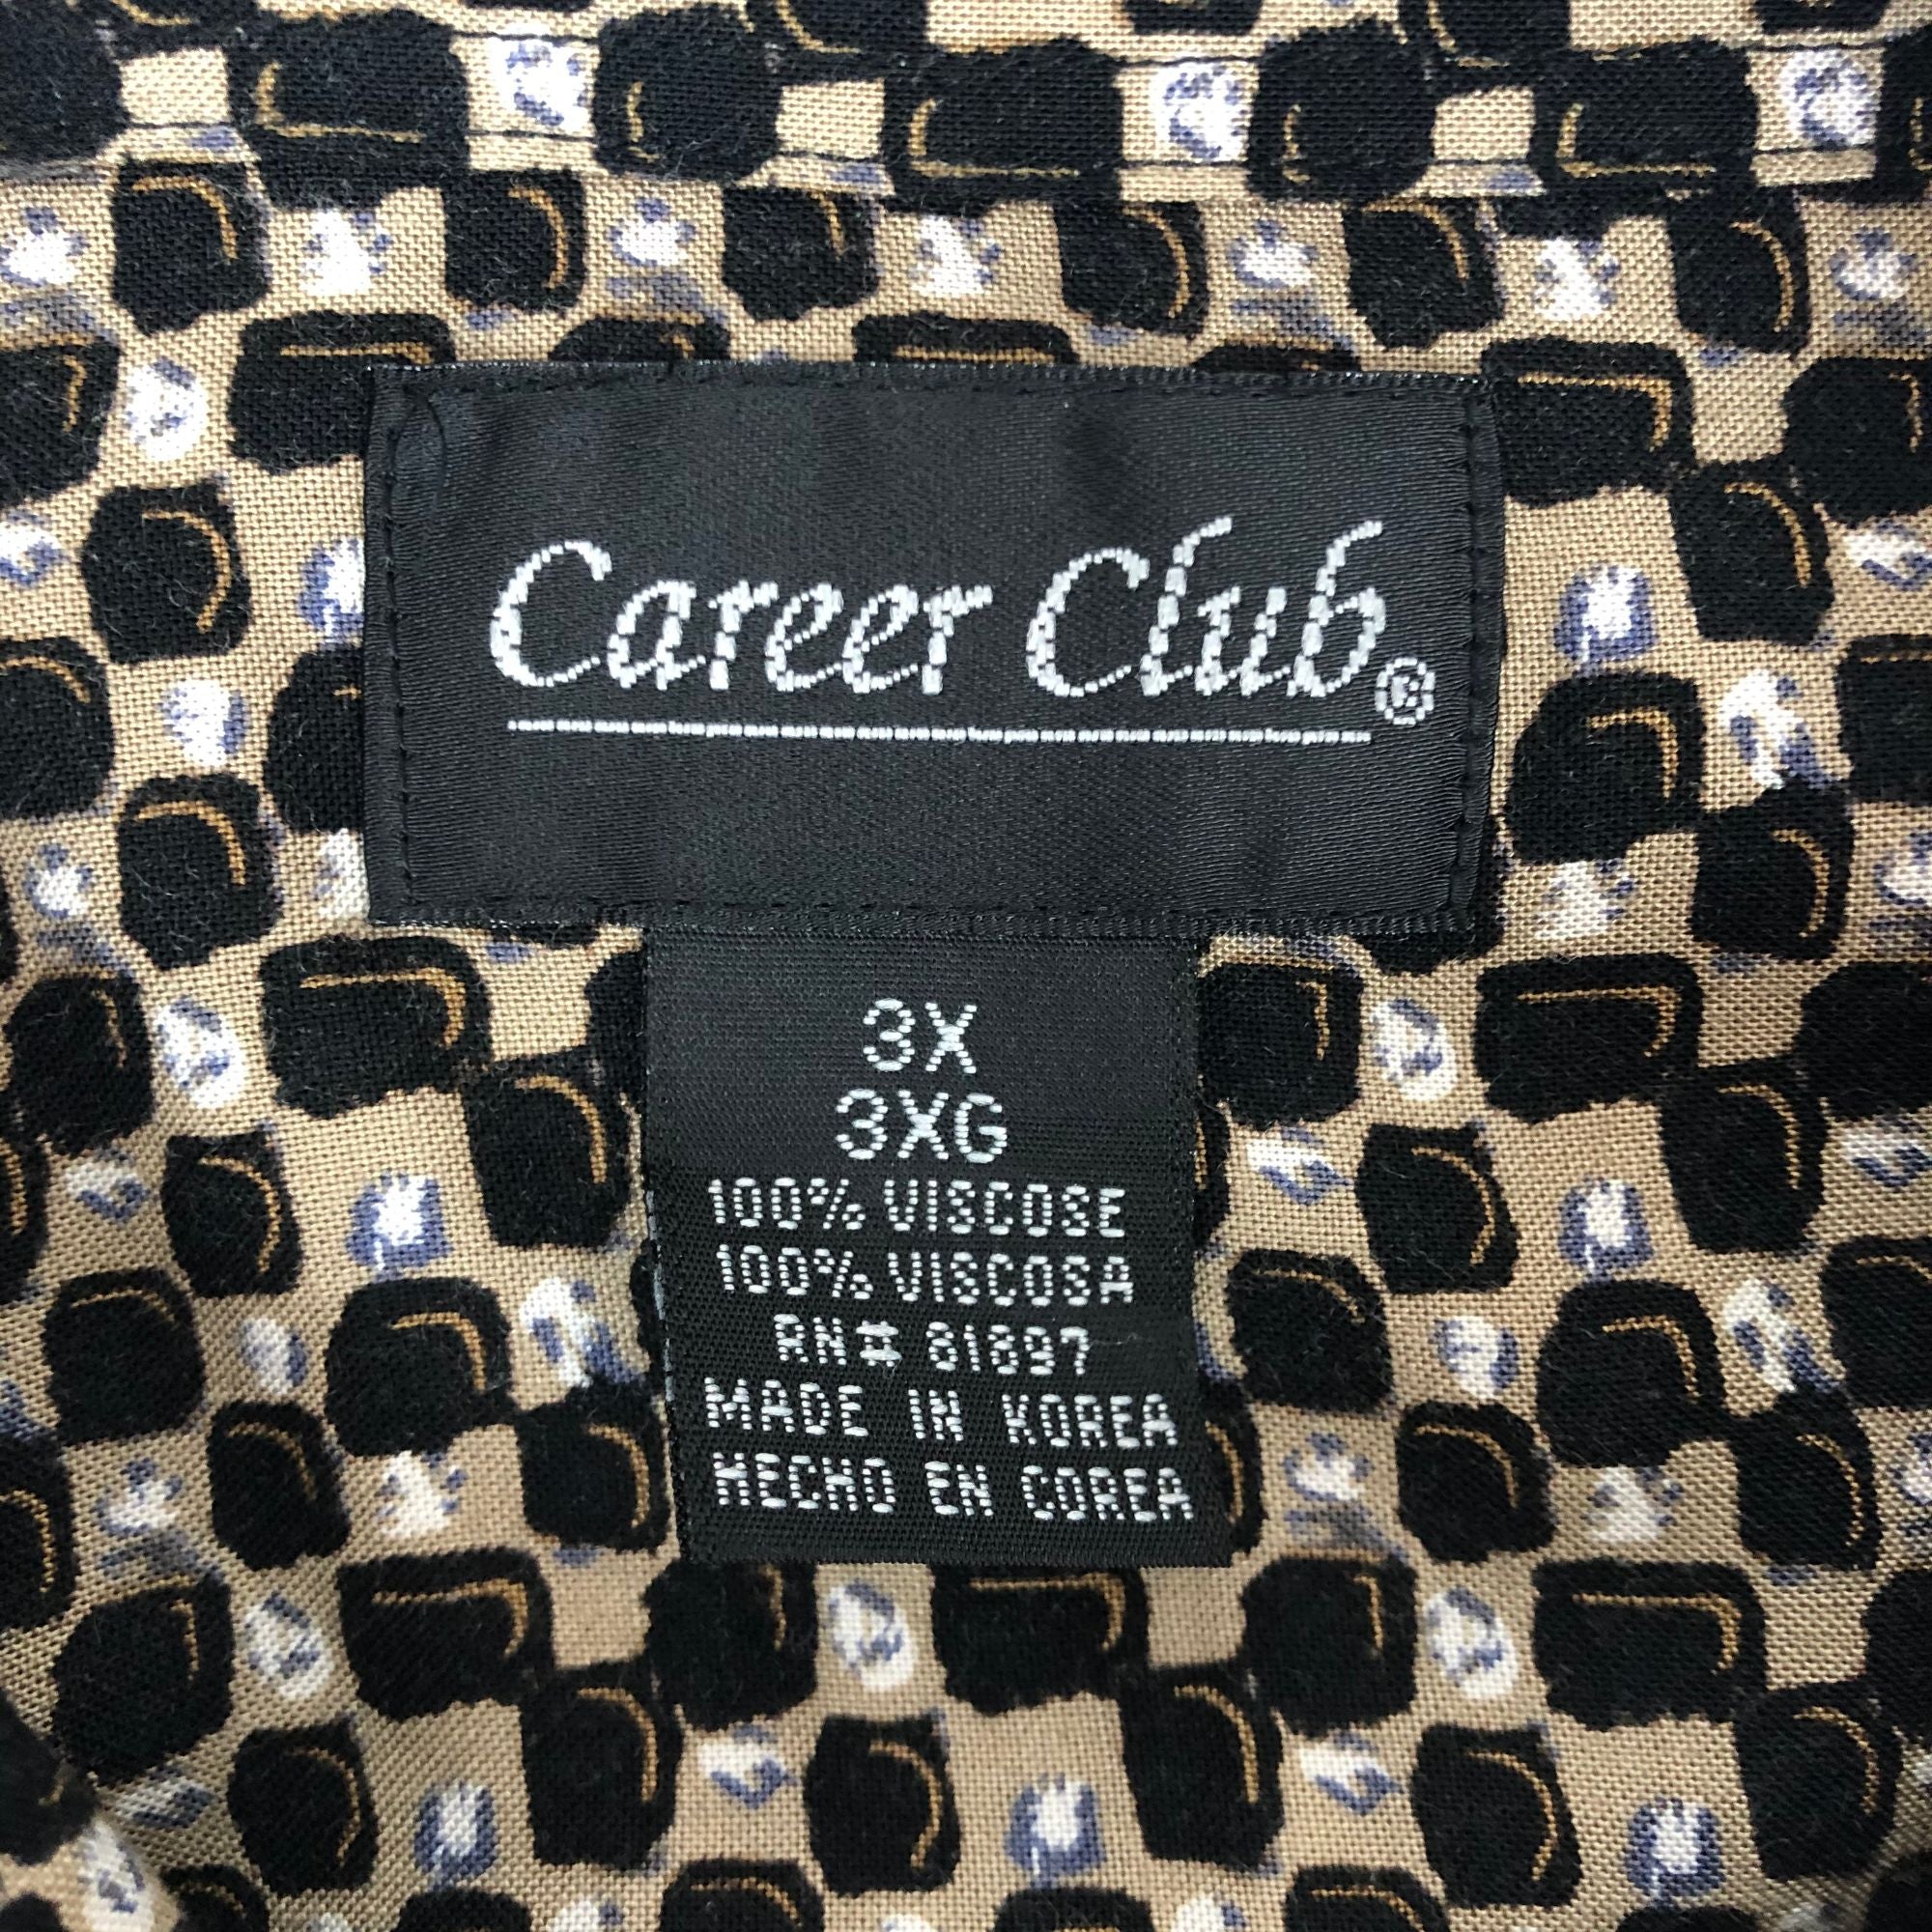 Career Club®
3X
3XG
100% VISCOSE
100% VISCOSA
RN# 81897
MADE IN KOREA
HECHO EN COREA